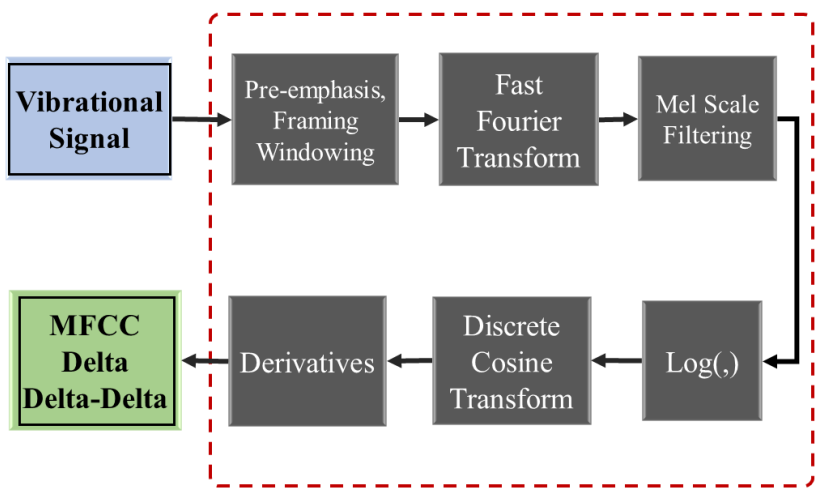 Vibrational
Signal
Pre-emphasis,
Framing
Windowing
Fast
Fourier
Transform
Mel Scale
Filtering
MFCC
Delta
Delta-Delta
Derivatives
Discrete
Cosine
Transform
Log(,)